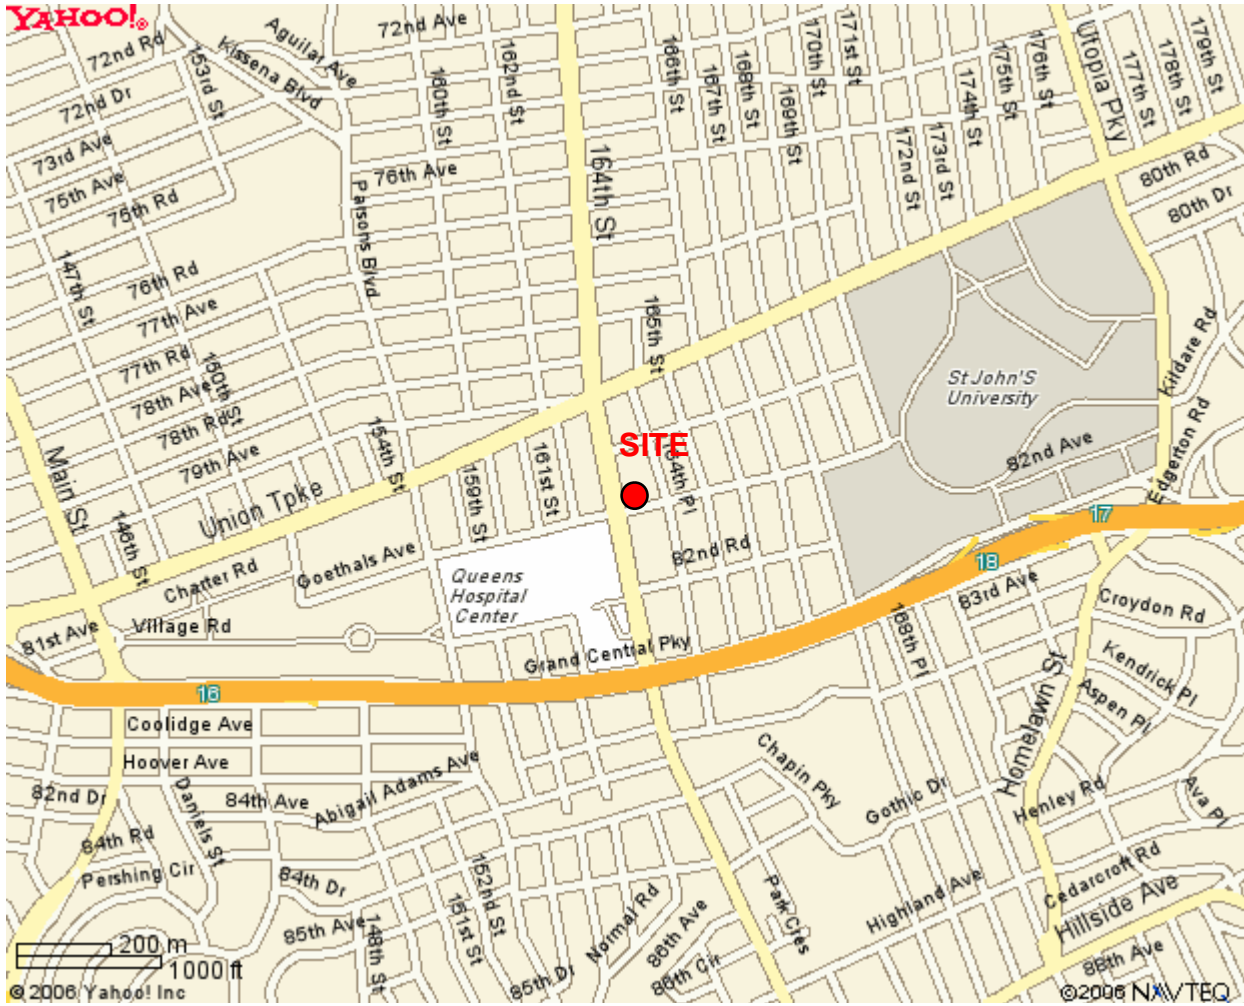 YAHOO!®
72nd Ave
Aguilar Ave
72nd Rd
Kissena Blvd
153rd St
160th St
162nd St
166th St
167th St
168th St
169th St
170th St
171st St
174th St
175th St
176th St
Utopia Pky
177th St
178th St
179th St
72nd Dr
73rd Ave
75th Ave
75th Rd
76th Ave
Parsons Blvd
164th St
172nd St
173rd St
80th Rd
80th Dr
147th St
76th Rd
77th Ave
77th Rd
78th Ave
150th St
78th Rd
79th Ave
165th St
Kildare Rd
St John'S
University
Main St
154th St
159th St
161st St
SITE
164th Pl
82nd Ave
Edgerton Rd
Union Tpke
146th St
Charter Rd
Goethals Ave
17
82nd Rd
18
Queens
Hospital
Center
83rd Ave
Croydon Rd
81st Ave
Village Rd
168th Pl
Grand Central Pky
Kendrick Pl
Aspen Pl
Homelawn St
16
Coolidge Ave
Hoover Ave
82nd Dr
Daniels St
84th Ave
Abigail Adams Ave
Chapin Pky
Gothic Dr
Henley Rd
Ava Pl
84th Rd
Pershing Cir
84th Dr
152nd St
151st St
Park Cres
Highland Ave
Cedarcroft Rd
Hillside Ave
85th Ave
148th St
Normal Rd
86th Ave
86th Cir
85th Dr
88th Ave
200 m
1000 ft
©2006 Yahoo! Inc
©2006 NAVTEQ